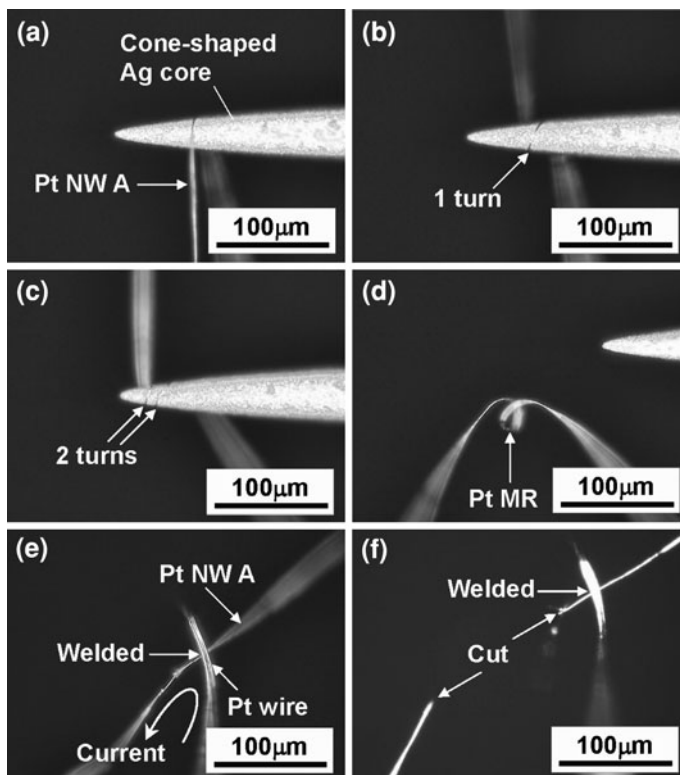 (a)
Cone-shaped
Ag core
Pt NW A
100μm
(b)
1 turn
100μm
(c)
2 turns
100μm
(d)
Pt MR
100μm
(e)
Pt NW A
Welded
Pt wire
Current
100μm
(f)
Welded
Cut
100μm